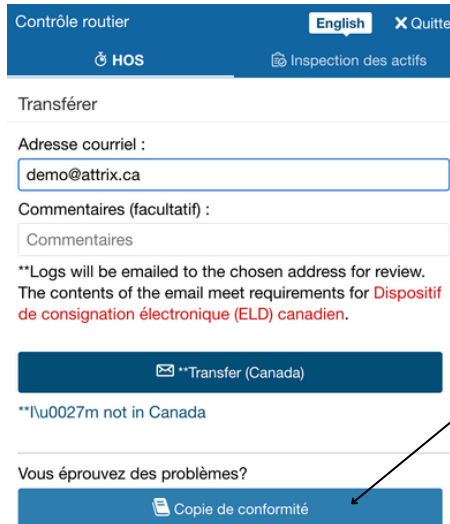 Contrôle routier
English
X Quitte
HOS
Inspection des actifs
Transférer
Adresse courriel :
demo@attrix.ca
Commentaires (facultatif) :
Commentaires
**Logs will be emailed to the chosen address for review.
The contents of the email meet requirements for Dispositif
de consignation électronique (ELD) canadien.
**Transfer (Canada)
**I\u0027m not in Canada
Vous éprouvez des problèmes?
Copie de conformité